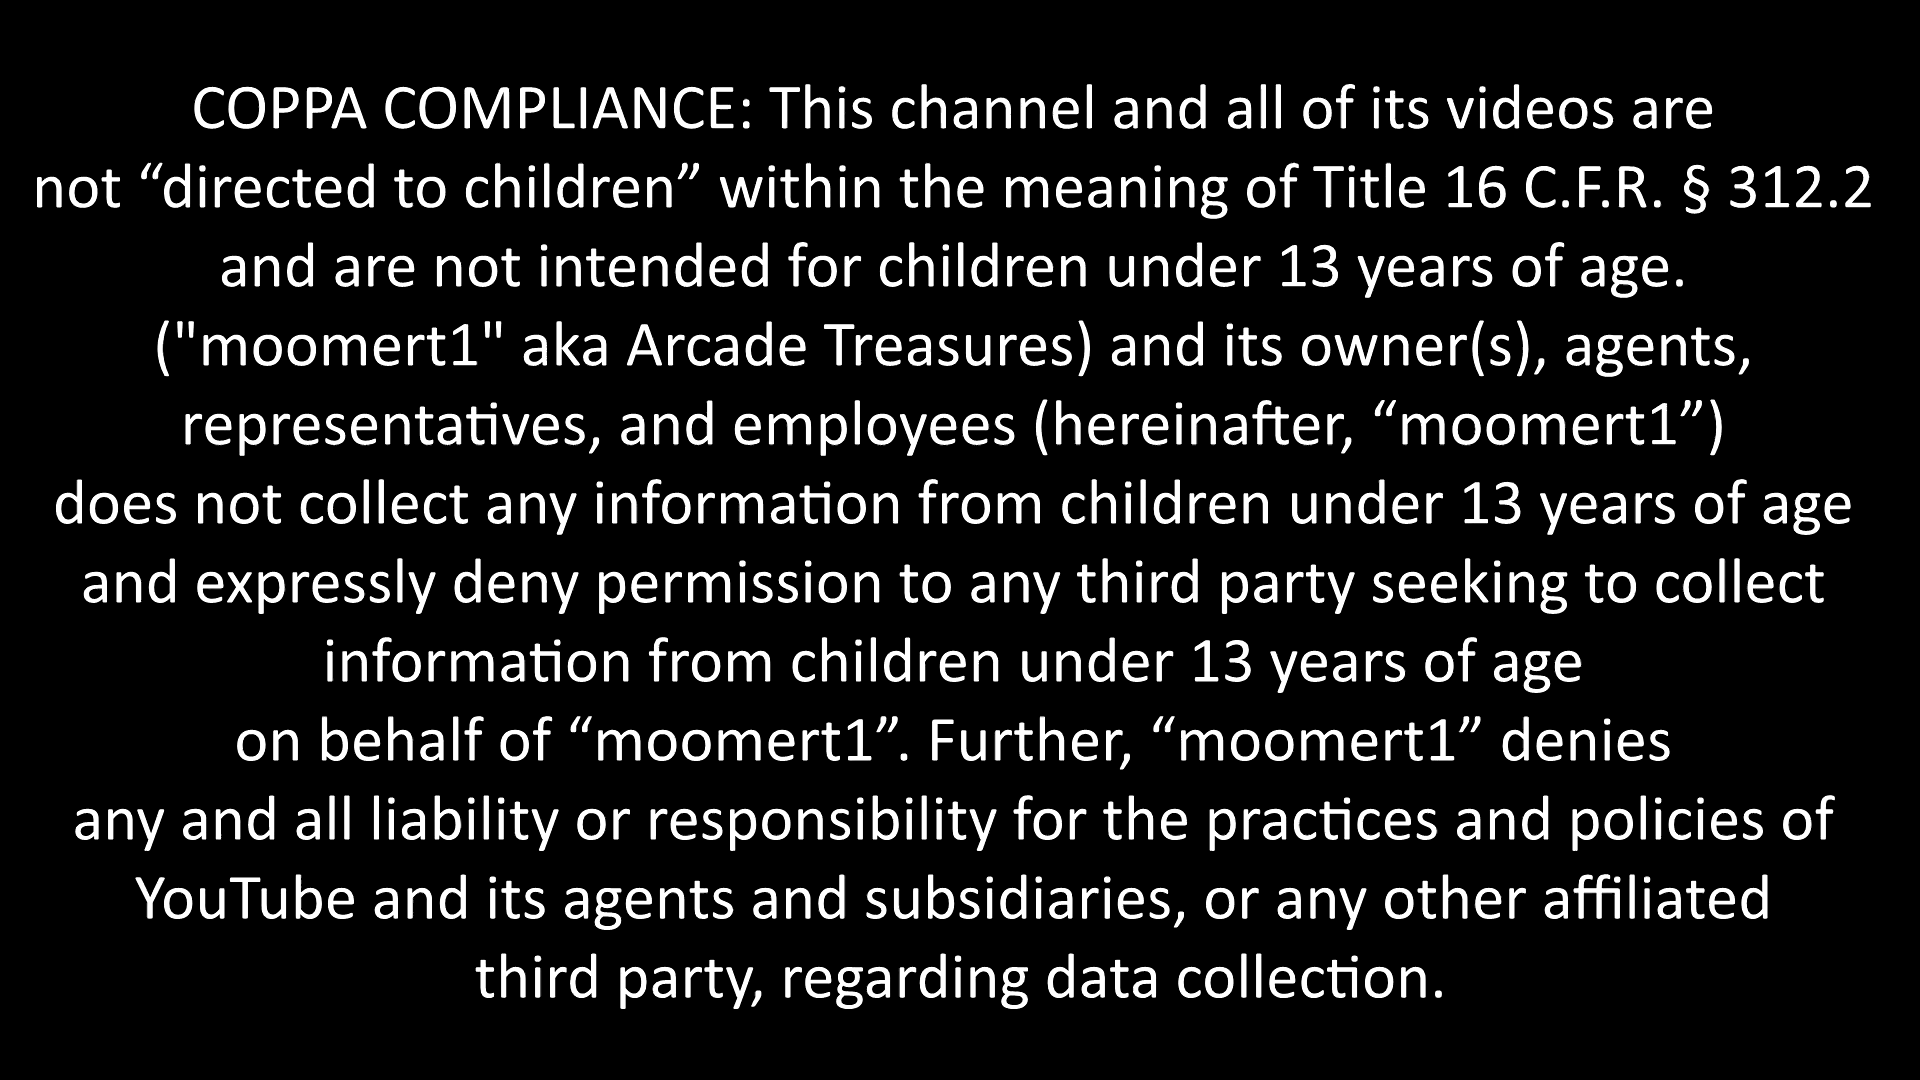 COPPA COMPLIANCE: This channel and all of its videos are
not “directed to children” within the meaning of Title 16 C.F.R. § 312.2
and are not intended for children under 13 years of age.
("moomert1" aka Arcade Treasures) and its owner(s), agents,
representatives, and employees (hereinafter, “moomert1”)
does not collect any information from children under 13 years of age
and expressly deny permission to any third party seeking to collect
information from children under 13 years of age
on behalf of “moomert1”. Further, “moomert1” denies
any and all liability or responsibility for the practices and policies of
YouTube and its agents and subsidiaries, or any other affiliated
third party, regarding data collection.